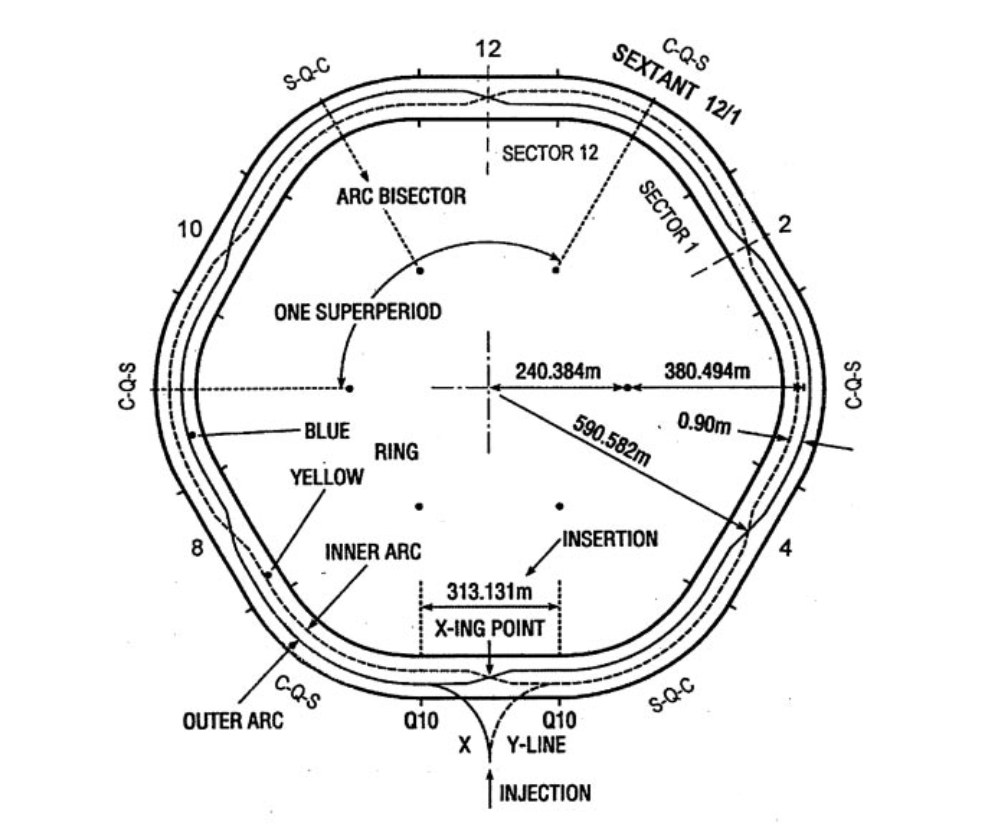 12
C-Q-S
SEXTANT 12/1
S-Q-C
SECTOR 12
ARC BISECTOR
SECTOR 1
2
10
ONE SUPERPERIOD
240.384m
380.494m
C-Q-S
C-Q-S
0.90m
590.582m
BLUE
RING
YELLOW
8
4
INNER ARC
INSERTION
313.131m
X-ING POINT
C-Q-S
S-Q-C
OUTER ARC
Q10
Q10
X
Y-LINE
INJECTION